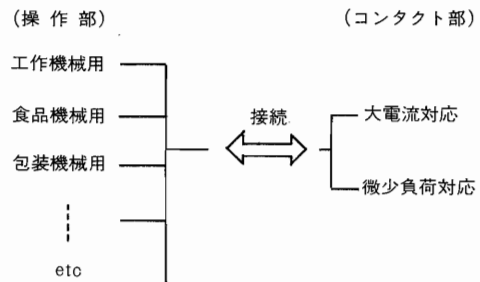 (操作部)
(コンタクト部)
工作機械用
食品機械用
包装機械用
etc
接続
大電流対応
微少負荷対応